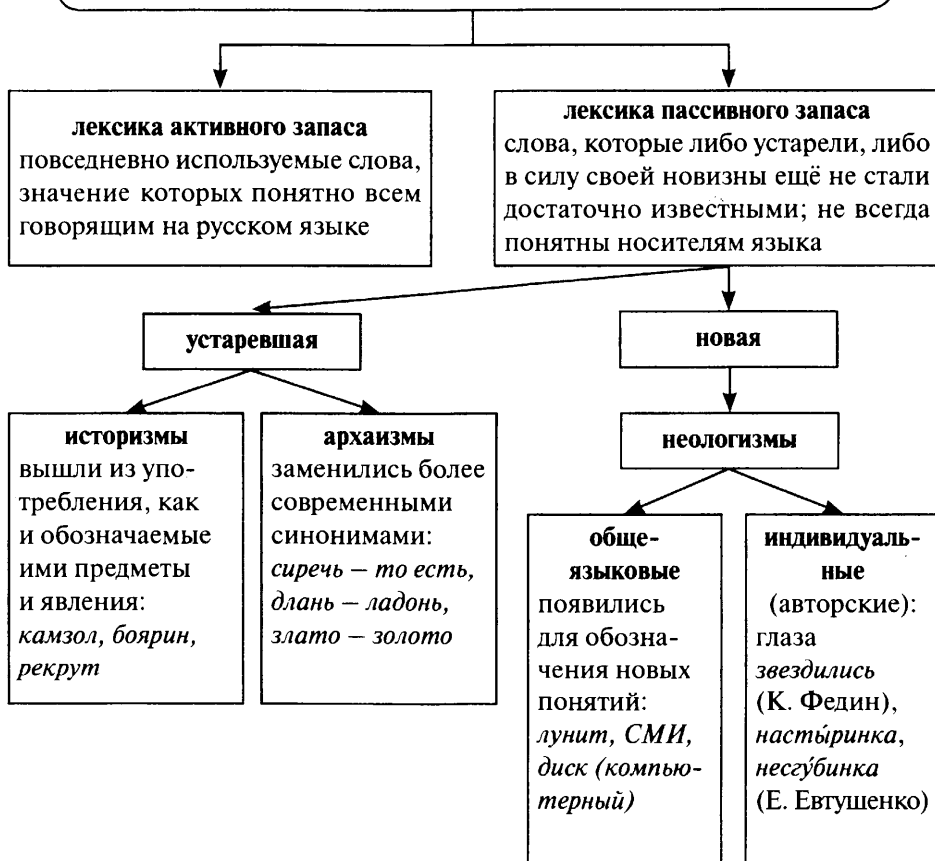 лексика активного запаса
повседневно используемые слова,
значение которых понятно всем
говорящим на русском языке
лексика пассивного запаса
слова, которые либо устарели, либо
в силу своей новизны ещё не стали
достаточно известными; не всегда
понятны носителям языка
устаревшая
новая
историзмы
вышли из упо-
требления, как
и обозначаемые
ими предметы
и явления:
камзол, боярин,
рекрут
архаизмы
заменились более
современными
синонимами:
сиречь – то есть,
длань – ладонь,
злато – золото
неологизмы
обще-
языковые
появились
для обозна-
чения новых
понятий:
лунит, СМИ,
диск (компью-
терный)
индивидуаль-
ные
(авторские):
глаза
звездились
(К. Федин),
насты́ринка,
несгу́бинка
(Е. Евтушенко)